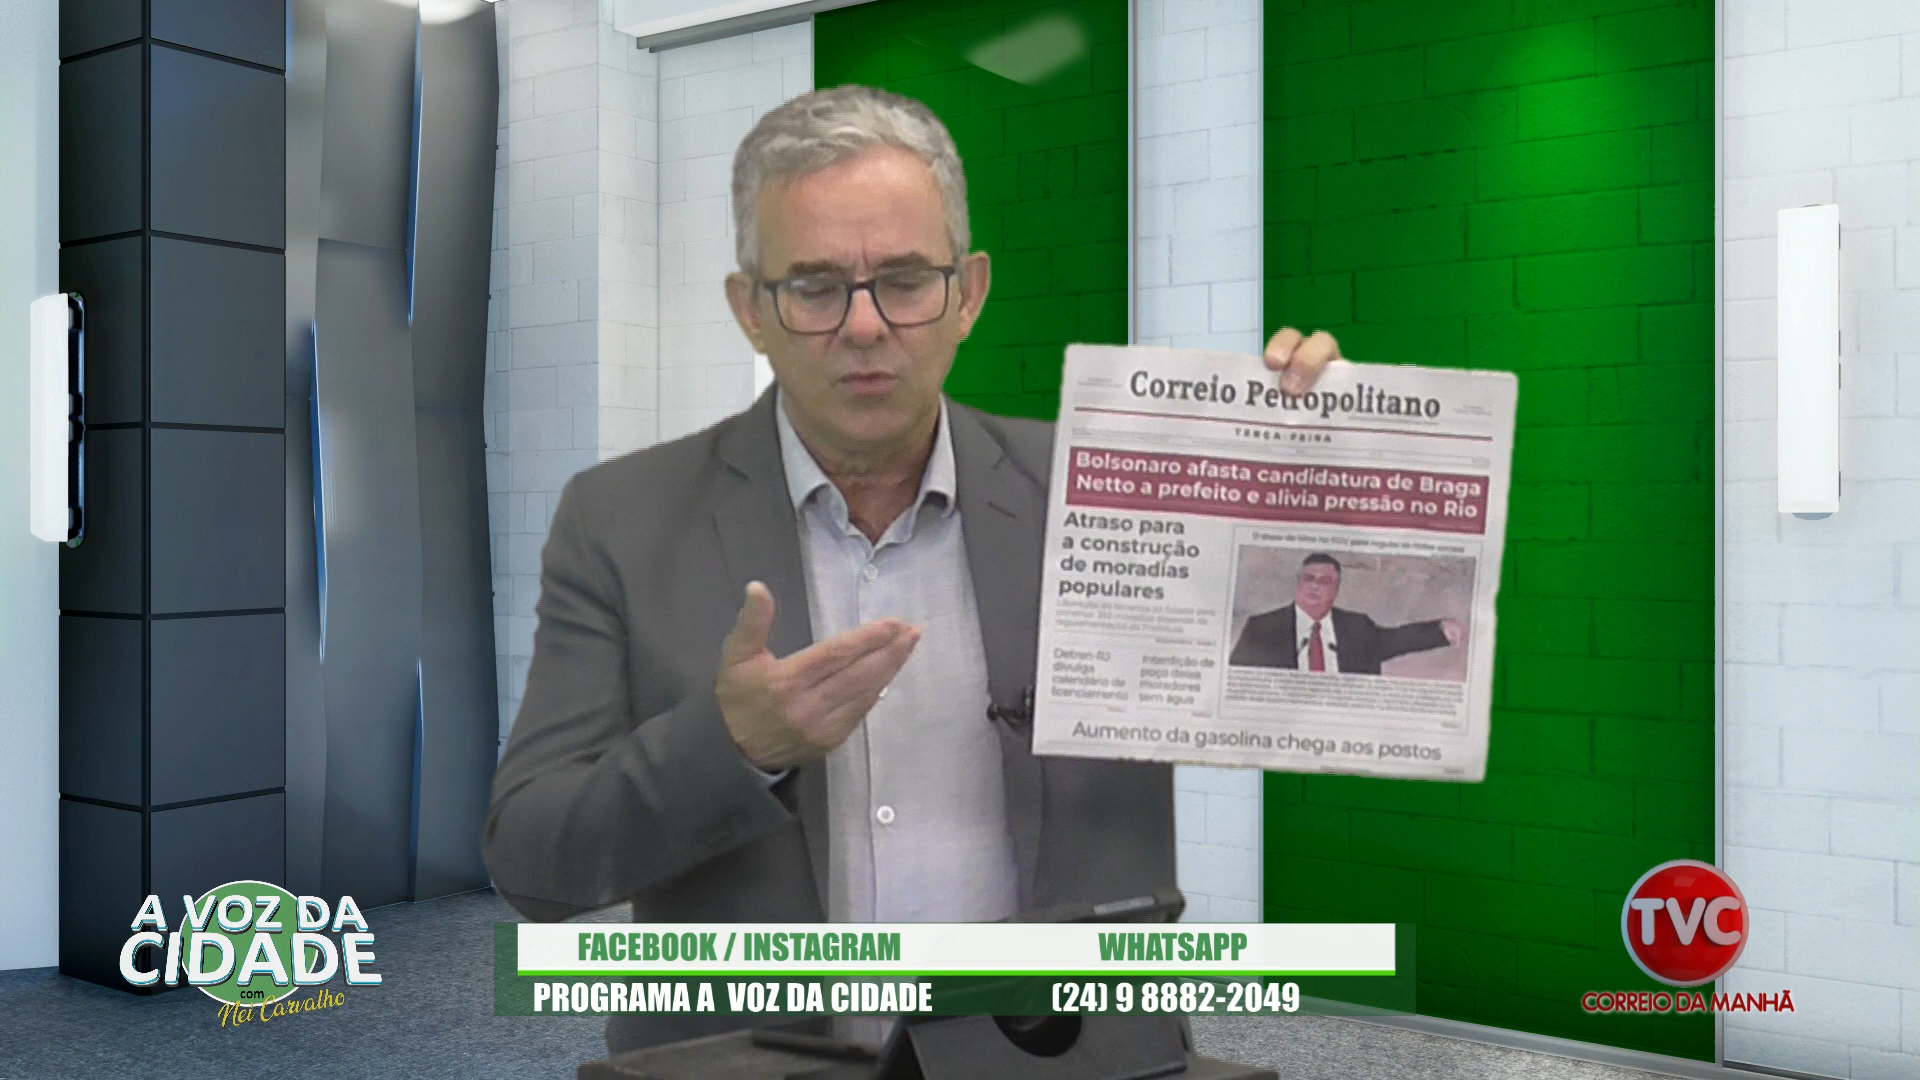 Correio Petropolitano
TERÇA-FEIRA
Bolsonaro afasta candidatura de Braga
Netto a prefeito e alivia pressão no Rio
Atraso para
a construção
de moradias
populares
Detran-RJ
divulga
calendário de
licenciamento
Interdição de
poço deixa
moradores
sem água
Aumento da gasolina chega aos postos
A VOZ DA
CIDADE
com
Nei Carvalho
FACEBOOK / INSTAGRAM
WHATSAPP
PROGRAMA A VOZ DA CIDADE
(24) 9 8882-2049
TVC
CORREIO DA MANHÃ